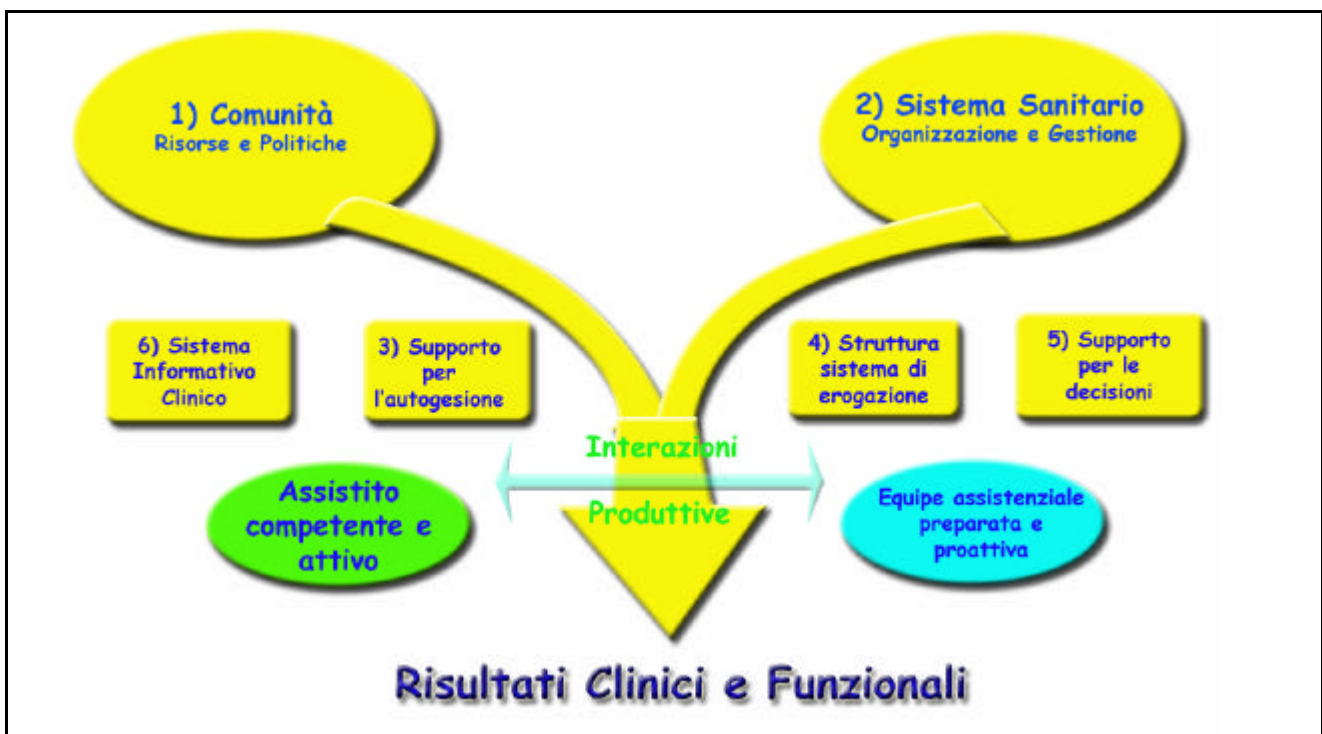 1) Comunità
Risorse e Politiche
2) Sistema Sanitario
Organizzazione e Gestione
6) Sistema
Informativo
Clinico
3) Supporto
per
l'autogesione
4) Struttura
sistema di
erogazione
5) Supporto
per le
decisioni
Interazioni
Produttive
Assistito
competente e
attivo
Equipe assistenziale
preparata e
proattiva
Risultati Clinici e Funzionali